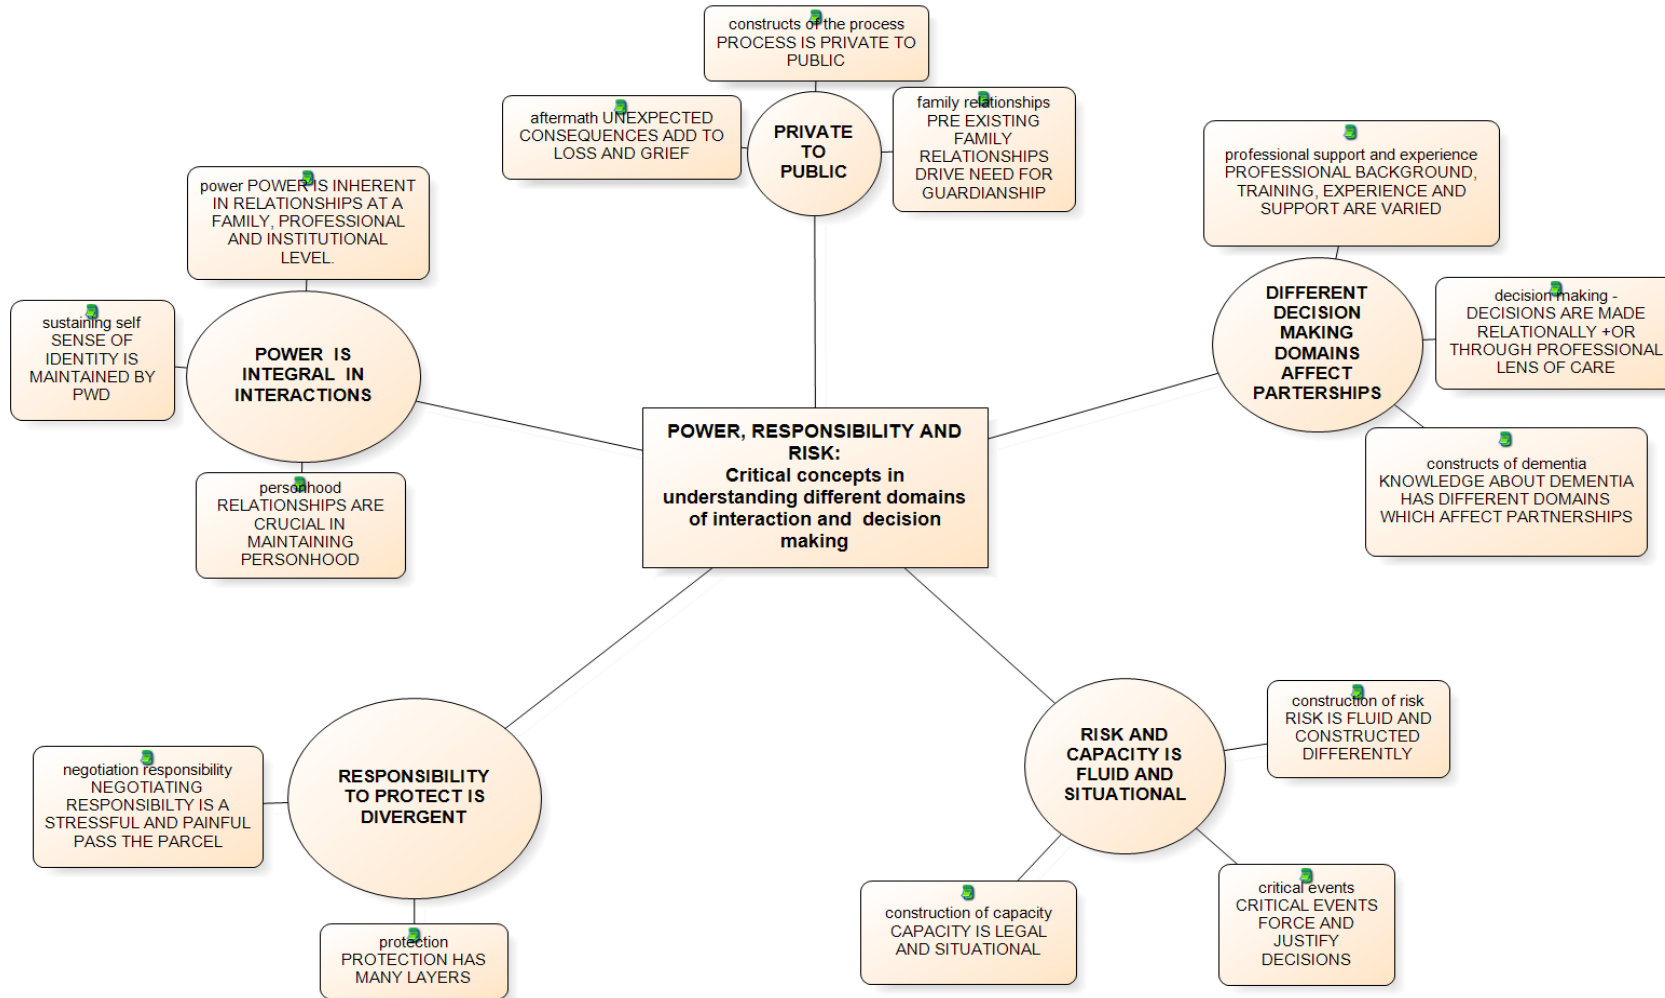 constructs of the process
PROCESS IS PRIVATE TO
PUBLIC
aftermath UNEXPECTED
CONSEQUENCES ADD TO
LOSS AND GRIEF
PRIVATE
TO
PUBLIC
family relationships
PRE EXISTING
FAMILY
RELATIONSHIPS
DRIVE NEED FOR
GUARDIANSHIP
professional support and experience
PROFESSIONAL BACKGROUND,
TRAINING, EXPERIENCE AND
SUPPORT ARE VARIED
power POWER IS INHERENT
IN RELATIONSHIPS AT A
FAMILY, PROFESSIONAL
AND INSTITUTIONAL
LEVEL.
sustaining self
SENSE OF
IDENTITY IS
MAINTAINED BY
PWD
POWER IS
INTEGRAL IN
INTERACTIONS
personhood
RELATIONSHIPS ARE
CRUCIAL IN
MAINTAINING
PERSONHOOD
DIFFERENT
DECISION
MAKING
DOMAINS
AFFECT
PARTERSHIPS
decision making -
DECISIONS ARE MADE
RELATIONALLY +OR
THROUGH PROFESSIONAL
LENS OF CARE
constructs of dementia
KNOWLEDGE ABOUT DEMENTIA
HAS DIFFERENT DOMAINS
WHICH AFFECT PARTNERSHIPS
POWER, RESPONSIBILITY AND
RISK:
Critical concepts in
understanding different domains
of interaction and decision
making
negotiation responsibility
NEGOTIATING
RESPONSIBILTY IS A
STRESSFUL AND PAINFUL
PASS THE PARCEL
RESPONSIBILITY
TO PROTECT IS
DIVERGENT
protection
PROTECTION HAS
MANY LAYERS
RISK AND
CAPACITY IS
FLUID AND
SITUATIONAL
construction of risk
RISK IS FLUID AND
CONSTRUCTED
DIFFERENTLY
construction of capacity
CAPACITY IS LEGAL
AND SITUATIONAL
critical events
CRITICAL EVENTS
FORCE AND
JUSTIFY
DECISIONS